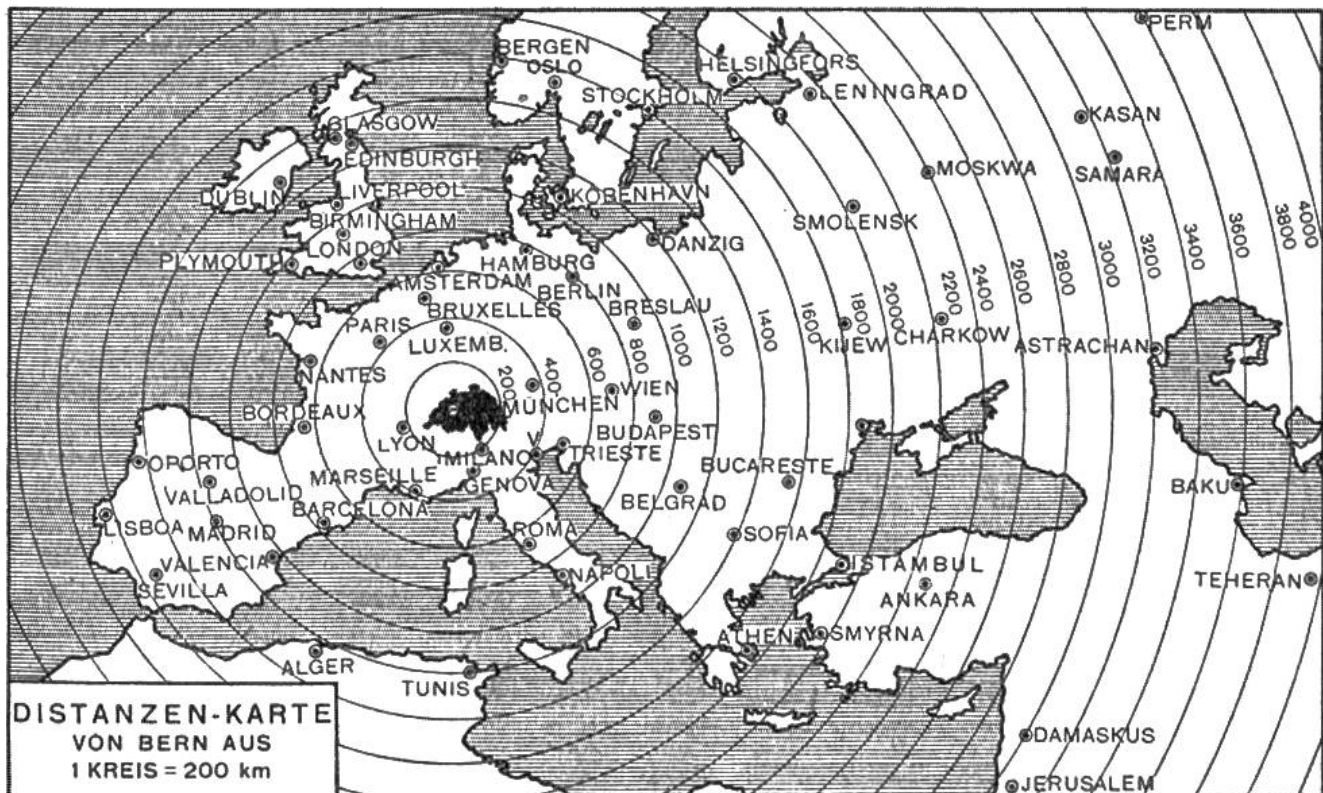 PERM
BERGEN
OSLO
HELSINGFORS
STOCKHOLM
LENINGRAD
KASAN
GLASGOW
EDINBURGH
MOSKWA
SAMARA
DUBLIN
LIVERPOOL
KÖBENHAVN
BIRMINGHAM
SMOLENSK
PLYMOUTH
LONDON
HAMBURG
DANZIG
AMSTERDAM
BERLIN
BRUXELLES
BRESLAU
PARIS
LUXEMB.
KIJEW
CHARKOW
ASTRACHAN
NANTES
200
400
600
800
1000
1200
1400
1600
1800
2000
2200
2400
2600
2800
3000
3200
3400
3600
3800
4000
WIEN
BORDEAUX
MÜNCHEN
LYON
BUDAPEST
V.
TRIESTE
MILANO
OPORTO
MARSEILLE
GENOVA
BUCARESTE
VALLADOLID
BELGRAD
BAKU
BARCELONA
LISBOA
MADRID
ROMA
SOFIA
VALENCIA
ISTAMBUL
SEVILLA
NAPOLI
ANKARA
TEHERAN
ATHEN
SMYRNA
ALGER
TUNIS
DAMASKUS
JERUSALEM
DISTANZEN-KARTE
VON BERN AUS
1 KREIS = 200 km